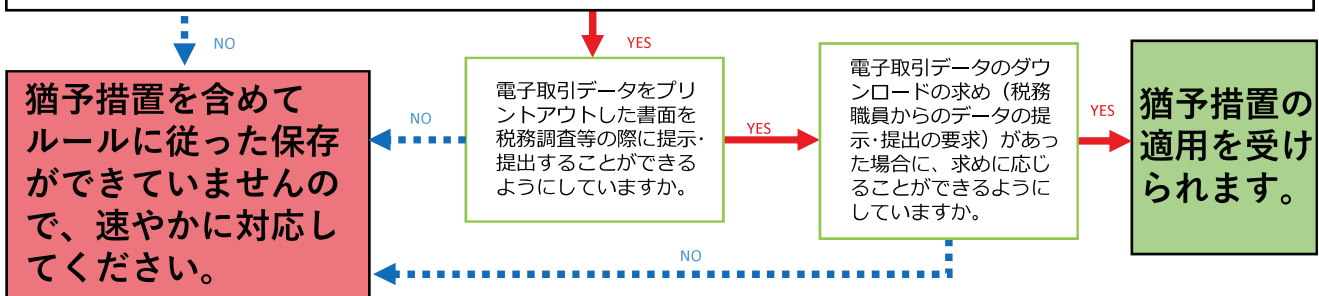 NO
YES
猶予措置を含めて
ルールに従った保存
ができていませんの
で、速やかに対応し
てください。
NO
電子取引データをプリ
ントアウトした書面を
税務調査等の際に提示･
提出することができる
ようにしていますか。
YES
電子取引データのダウ
ンロードの求め（税務
職員からのデータの提
示･提出の要求）があっ
た場合に、求めに応じ
ることができるように
していますか。
YES
猶予措置の
適用を受け
られます。
NO